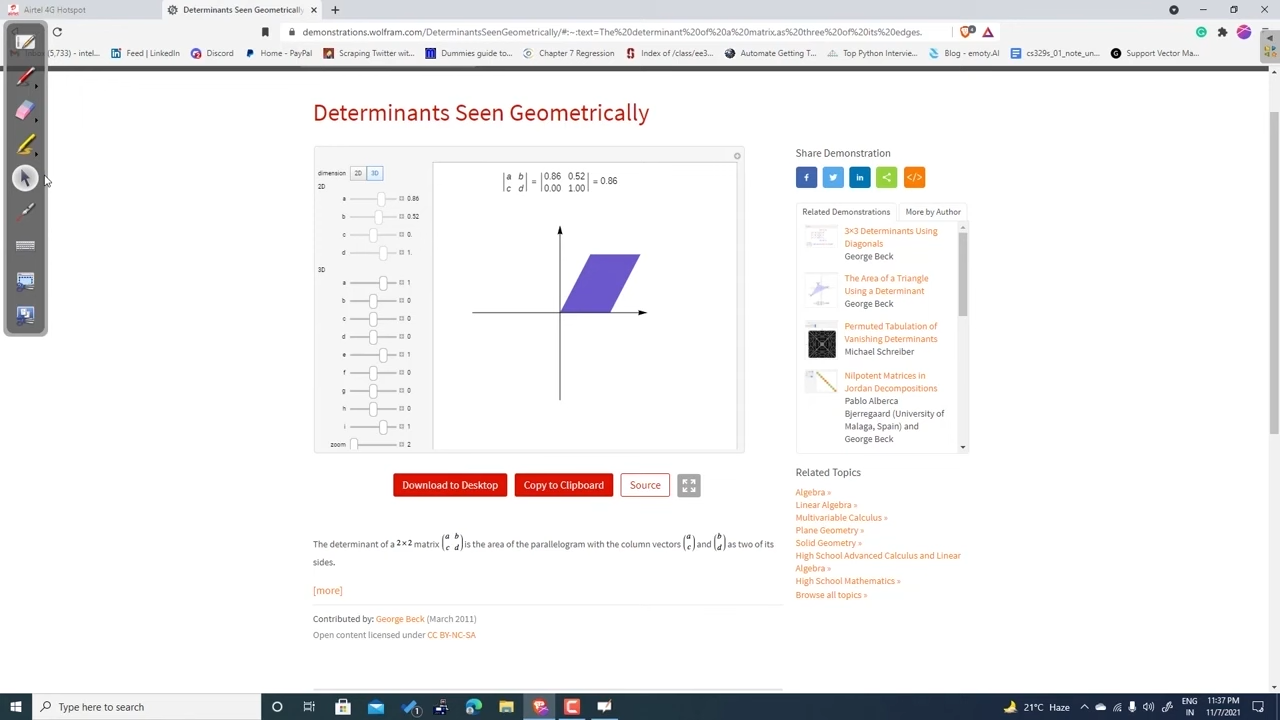 Airtel 4G Hotspot
Determinants Seen Geometrically
demonstrations.wolfram.com/DeterminantsSeenGeometrically/#:~:text=The%20determinant%20of%20a%20matrix,as%20three%20of%20its%20edges.
(5,733) - intel...
Feed | LinkedIn
Discord
Home - PayPal
Scraping Twitter wit...
Dummies guide to...
Chapter 7 Regression
Index of /class/ee3...
Automate Getting T...
Top Python Intervie...
Blend - emoty.AI
cs329s_01_note_un...
Support Vector Ma...
Determinants Seen Geometrically
dimension 2D 3D
2D
a 0.86
b 0.52
c 0.
d 1.
3D
a 1
b 0
c 0
d 0
e 1
f 0
g 0
h 0
i 1
zoom 2
| a b | = | 0.86 0.52 | = 0.86
| c d | | 0.00 1.00 |
Download to Desktop
Copy to Clipboard
Source
The determinant of a 2×2 matrix (a b c d) is the area of the parallelogram with the column vectors (a c) and (b d) as two of its
sides.
[more]
Contributed by: George Beck (March 2011)
Open content licensed under CC BY-NC-SA
Share Demonstration
Related Demonstrations
More by Author
3×3 Determinants Using
Diagonals
George Beck
The Area of a Triangle
Using a Determinant
George Beck
Permuted Tabulation of
Vanishing Determinants
Michael Schreiber
Nilpotent Matrices in
Jordan Decompositions
Pablo Alberca
Bjerregaard (University of
Malaga, Spain) and
George Beck
Related Topics
Algebra »
Linear Algebra »
Multivariable Calculus »
Plane Geometry »
Solid Geometry »
High School Advanced Calculus and Linear
Algebra »
High School Mathematics »
Browse all topics »
Type here to search
21°C Haze
ENG
IN
11:37 PM
11/7/2021